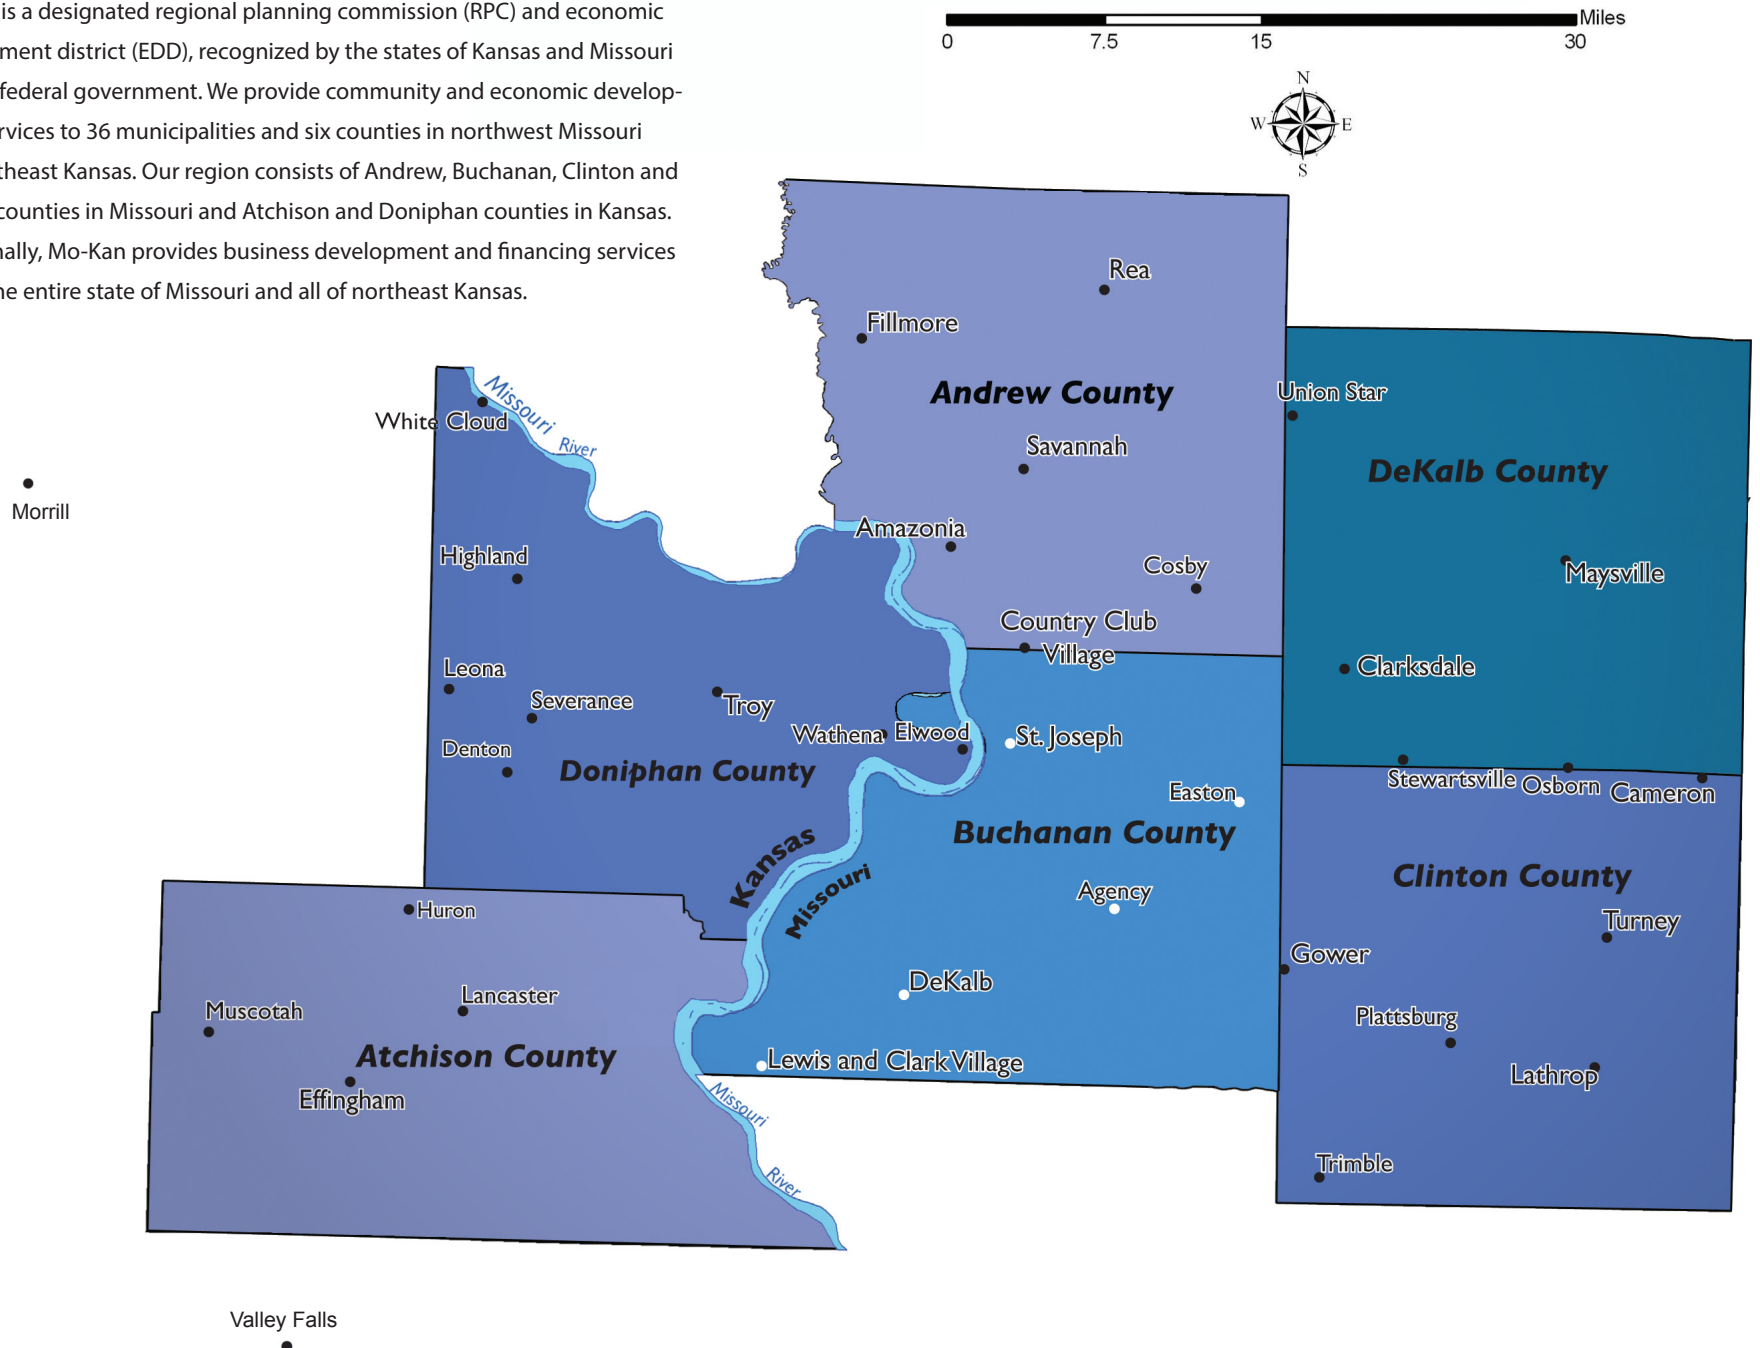 is a designated regional planning commission (RPC) and economic
ment district (EDD), recognized by the states of Kansas and Missouri
federal government. We provide community and economic develop-
rvices to 36 municipalities and six counties in northwest Missouri
theast Kansas. Our region consists of Andrew, Buchanan, Clinton and
counties in Missouri and Atchison and Doniphan counties in Kansas.
nally, Mo-Kan provides business development and financing services
ne entire state of Missouri and all of northeast Kansas.
Miles
0 7.5 15 30
N
W E
S
Rea
Fillmore
Andrew County
Union Star
Missouri
River
White Cloud
Savannah
DeKalb County
Morrill
Amazonia
Highland
Cosby
Maysville
Country Club
Village
Leona
Clarksdale
Severance
Troy
Wathena
Elwood
St. Joseph
Denton
Doniphan County
Stewartsville
Osborn
Cameron
Easton
Buchanan County
Kansas
Missouri
Clinton County
Agency
Huron
Turney
Gower
DeKalb
Lancaster
Muscotah
Plattsburg
Atchison County
Lewis and Clark Village
Lathrop
Effingham
Missouri
River
Trimble
Valley Falls